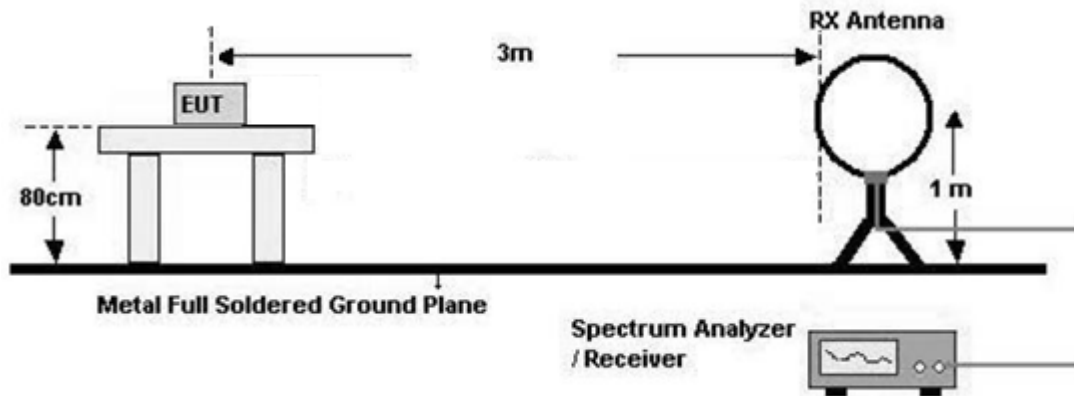 RX Antenna
3m
EUT
80cm
1 m
Metal Full Soldered Ground Plane
Spectrum Analyzer
/ Receiver